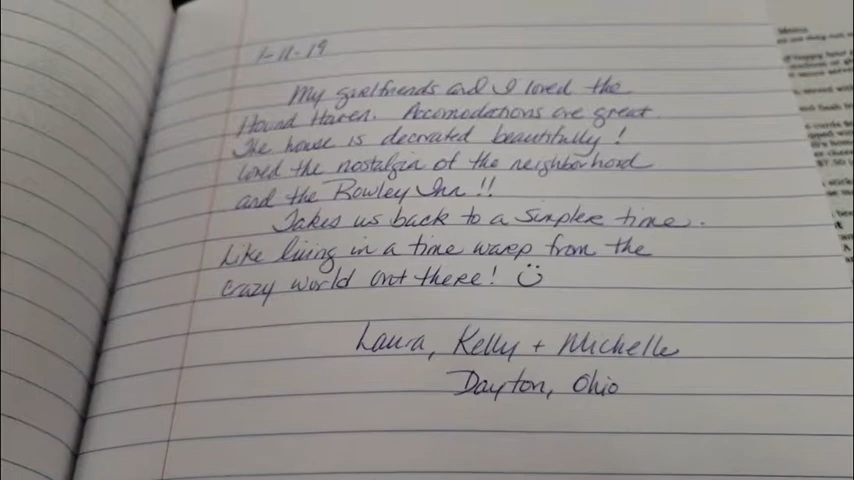 1-11-19
My girlfriends and I loved the
Hound Haven. Accomodations are great.
The house is decorated beautifully!
loved the nostalgia of the neighborhood
and the Rowley Inn!!
Takes us back to a simpler time.
Like living in a time warp from the
crazy world out there! ☺
Laura, Kelly + Michelle
Dayton, Ohio